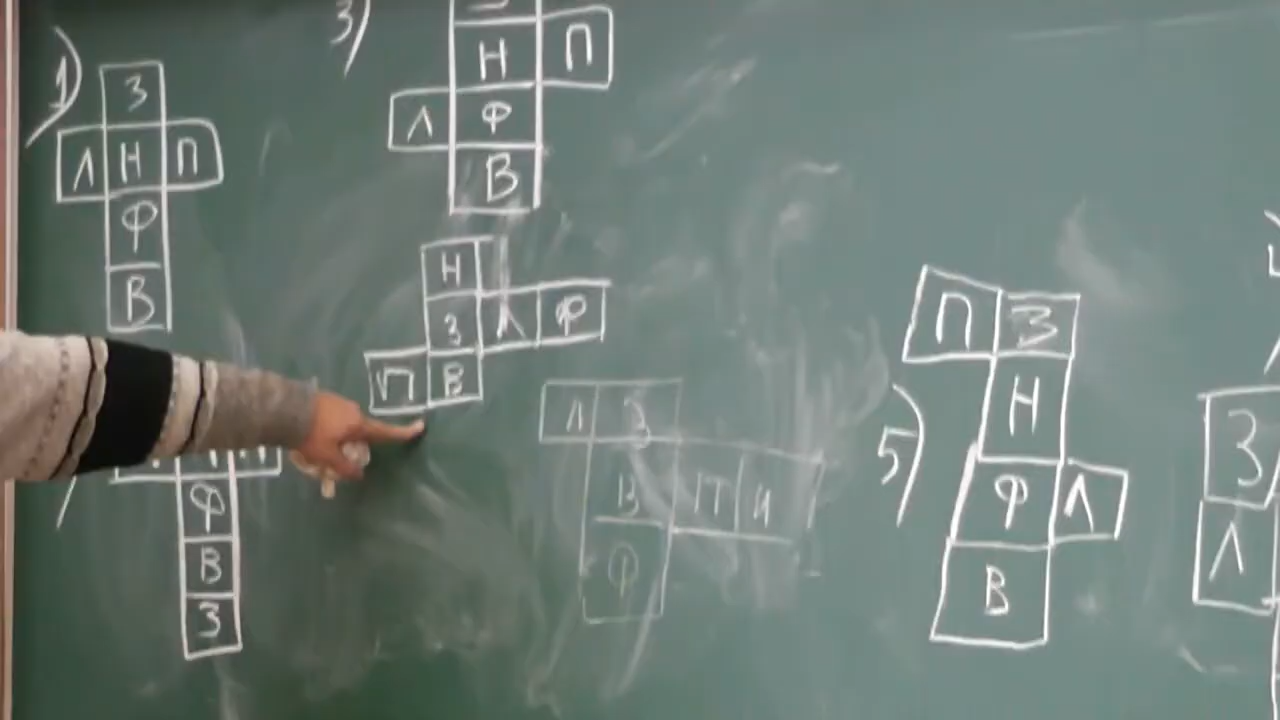 1)
З
Л Н П
Ф
В
3)
Н П
Л Ф
В
Н
З Л Ф
П В
Ф
В
З
Л З
В П Н
Ф
5)
П З
Н
Ф Л
В
З
Л